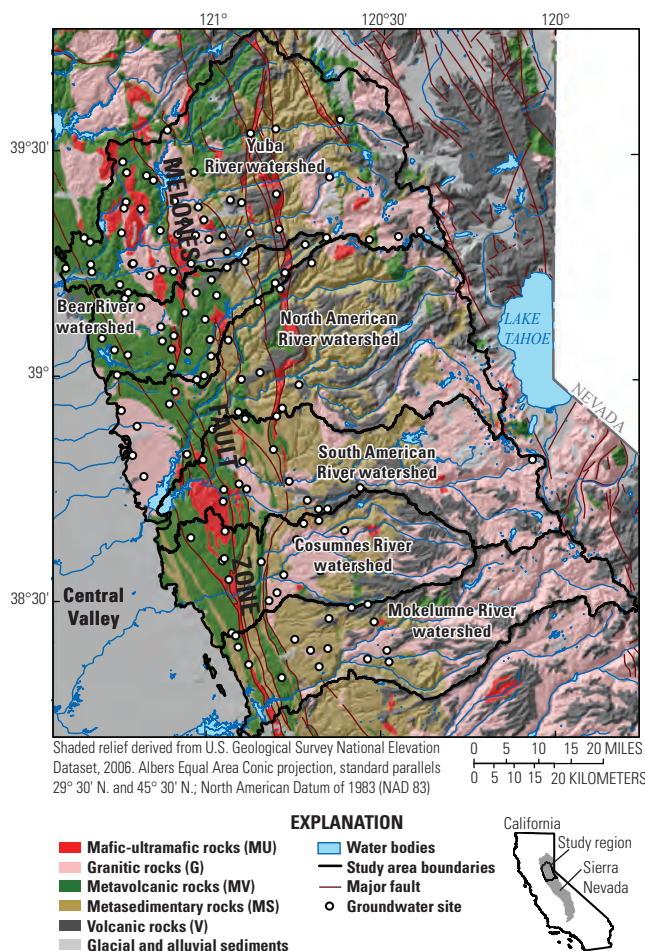 121°
120°30'
120°
39°30'
39°
38°30'
Yuba
River watershed
MELONES
FAULT
ZONE
Bear River
watershed
North American
River watershed
LAKE
TAHOE
NEVADA
South American
River watershed
Cosumnes River
watershed
Central
Valley
Mokelumne River
watershed
Shaded relief derived from U.S. Geological Survey National Elevation
Dataset, 2006. Albers Equal Area Conic projection, standard parallels
29° 30' N. and 45° 30' N.; North American Datum of 1983 (NAD 83)
0 5 10 15 20 MILES
0 5 10 15 20 KILOMETERS
EXPLANATION
Mafic-ultramafic rocks (MU)
Granitic rocks (G)
Metavolcanic rocks (MV)
Metasedimentary rocks (MS)
Volcanic rocks (V)
Glacial and alluvial sediments
Water bodies
Study area boundaries
Major fault
Groundwater site
California
Study region
Sierra
Nevada